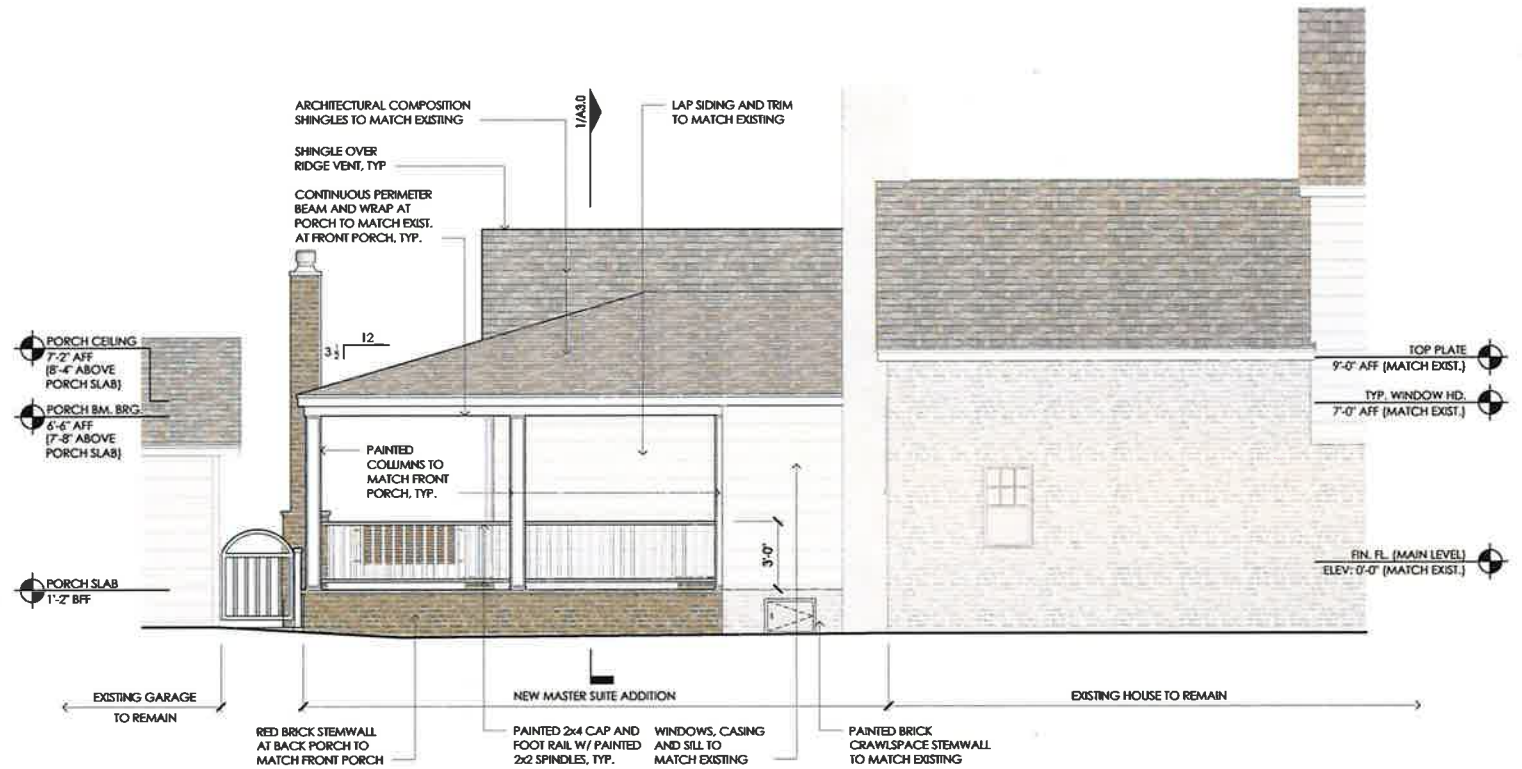 ARCHITECTURAL COMPOSITION
SHINGLES TO MATCH EXISTING
1/A3.0
LAP SIDING AND TRIM
TO MATCH EXISTING
SHINGLE OVER
RIDGE VENT, TYP
CONTINUOUS PERIMETER
BEAM AND WRAP AT
PORCH TO MATCH EXIST.
AT FRONT PORCH, TYP.
12
3 ½
PORCH CEILING
7'-2" AFF
(8'-4" ABOVE
PORCH SLAB)
PORCH BM. BRG.
6'-6" AFF
(7'-8" ABOVE
PORCH SLAB)
TOP PLATE
9'-0" AFF (MATCH EXIST.)
TYP. WINDOW HD.
7'-0" AFF (MATCH EXIST.)
PAINTED
COLUMNS TO
MATCH FRONT
PORCH, TYP.
3'-0"
FIN. FL. (MAIN LEVEL)
ELEV: 0'-0" (MATCH EXIST.)
PORCH SLAB
1'-2" BFF
EXISTING GARAGE
TO REMAIN
NEW MASTER SUITE ADDITION
EXISTING HOUSE TO REMAIN
RED BRICK STEMWALL
AT BACK PORCH TO
MATCH FRONT PORCH
PAINTED 2x4 CAP AND
FOOT RAIL W/ PAINTED
2x2 SPINDLES, TYP.
WINDOWS, CASING
AND SILL TO
MATCH EXISTING
PAINTED BRICK
CRAWLSPACE STEMWALL
TO MATCH EXISTING